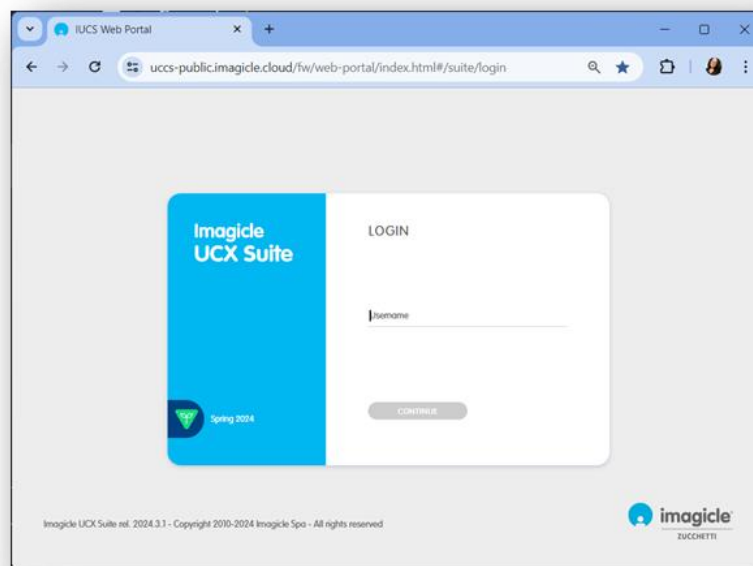 IUCS Web Portal
uccs-public.imagicle.cloud/fw/web-portal/index.html#/suite/login
Imagicle
UCX Suite
LOGIN
Username
CONTINUE
Spring 2024
Imagicle UCX Suite rel. 2024.3.1 - Copyright 2010-2024 Imagicle Spa - All rights reserved
imagicle
ZUCCHETTI